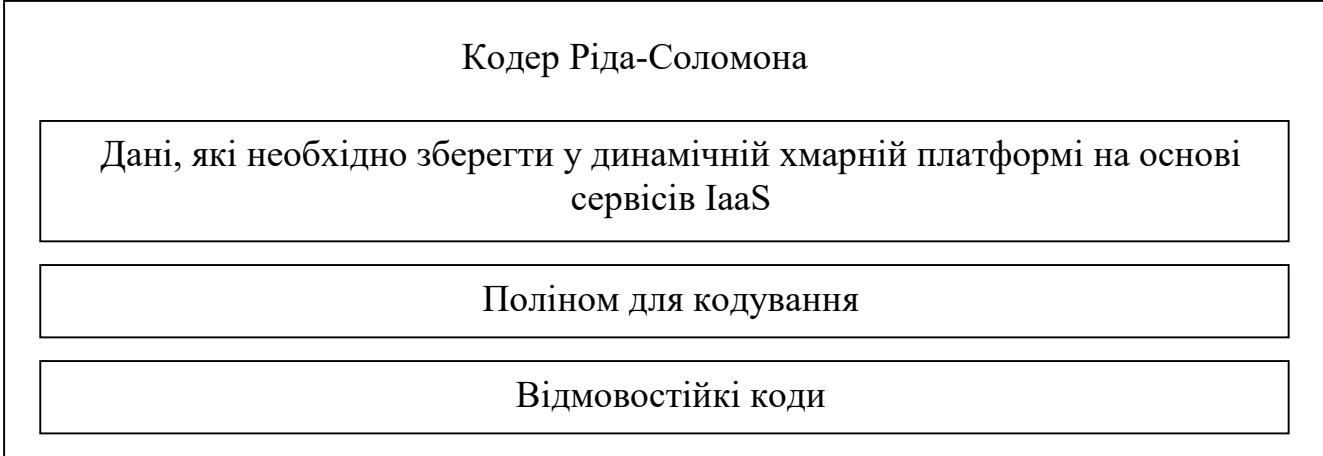 Кодер Ріда-Соломона
Дані, які необхідно зберегти у динамічній хмарній платформі на основі
сервісів IaaS
Поліном для кодування
Відмовостійкі коди